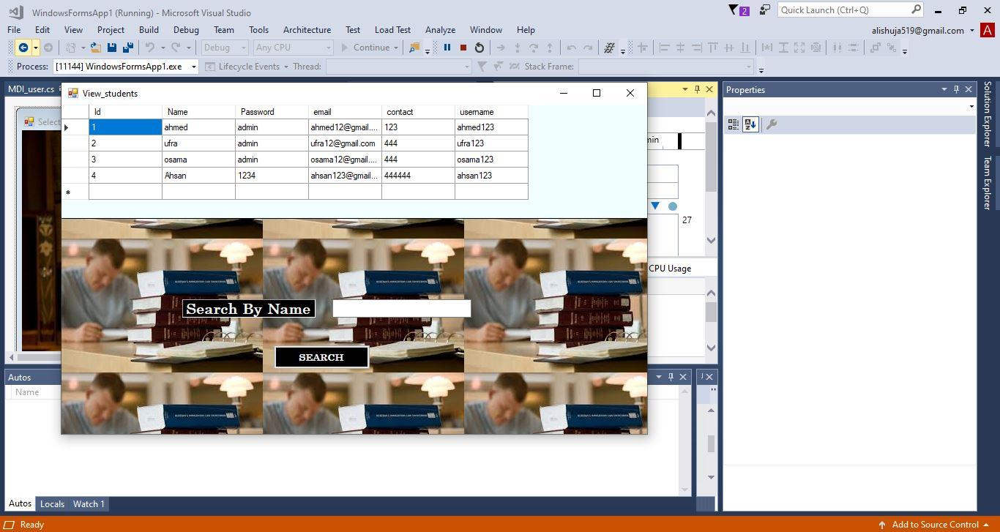 WindowsFormsApp1 (Running) - Microsoft Visual Studio
2
Quick Launch (Ctrl+Q)
File Edit View Project Build Debug Team Tools Architecture Test Load Test Analyze Window Help
alishuja519@gmail.com
A
Debug Any CPU Continue
Process: [11144] WindowsFormsApp1.exe Lifecycle Events Thread: Stack Frame:
MDI_user.cs
View_students
Properties
Solution Explorer
Team Explorer
Select
Id Name Password email contact username
1 ahmed admin ahmed12@gmail.... 123 ahmed123
2 ufra admin ufra12@gmail.com 444 ufra123
3 osama admin osama12@gmail.... 444 osama123
4 Ahsan 1234 ahsan123@gmail... 444444 ahsan123
min
27
CPU Usage
Search By Name
SEARCH
Autos
Name
Autos Locals Watch 1
Ready
Add to Source Control